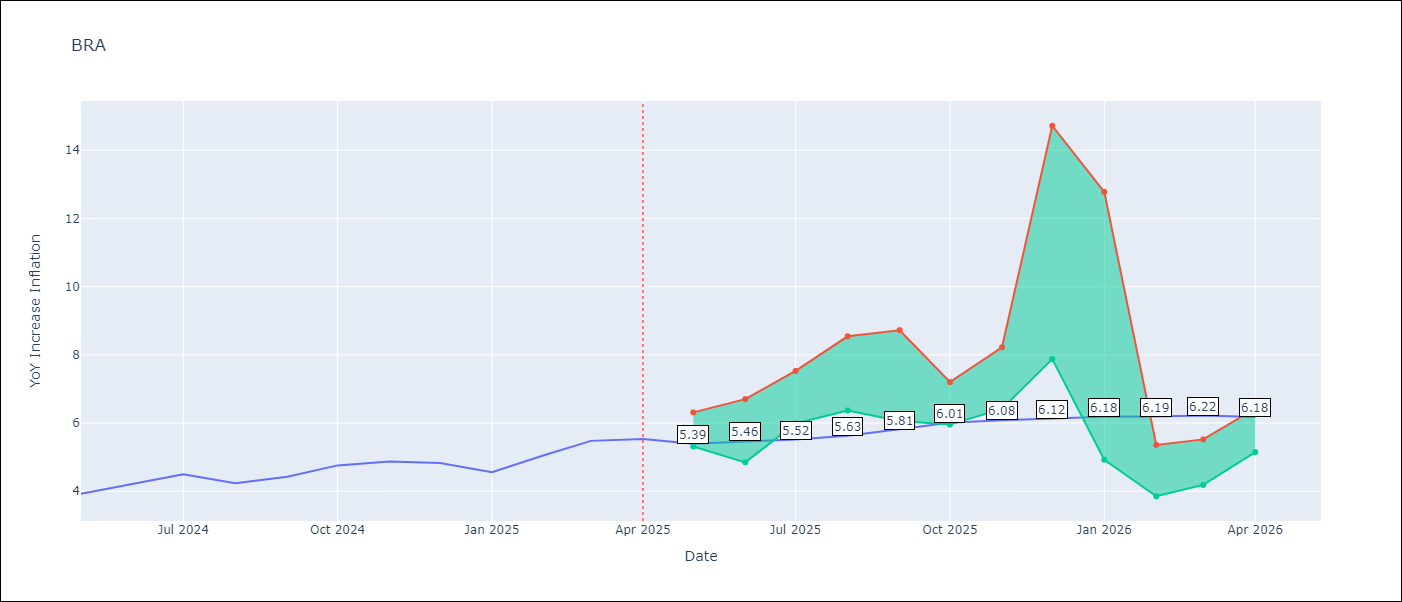 BRA
YoY Increase Inflation
14
12
10
8
6
4
5.39
5.46
5.52
5.63
5.81
6.01
6.08
6.12
6.18
6.19
6.22
6.18
Jul 2024
Oct 2024
Jan 2025
Apr 2025
Jul 2025
Oct 2025
Jan 2026
Apr 2026
Date